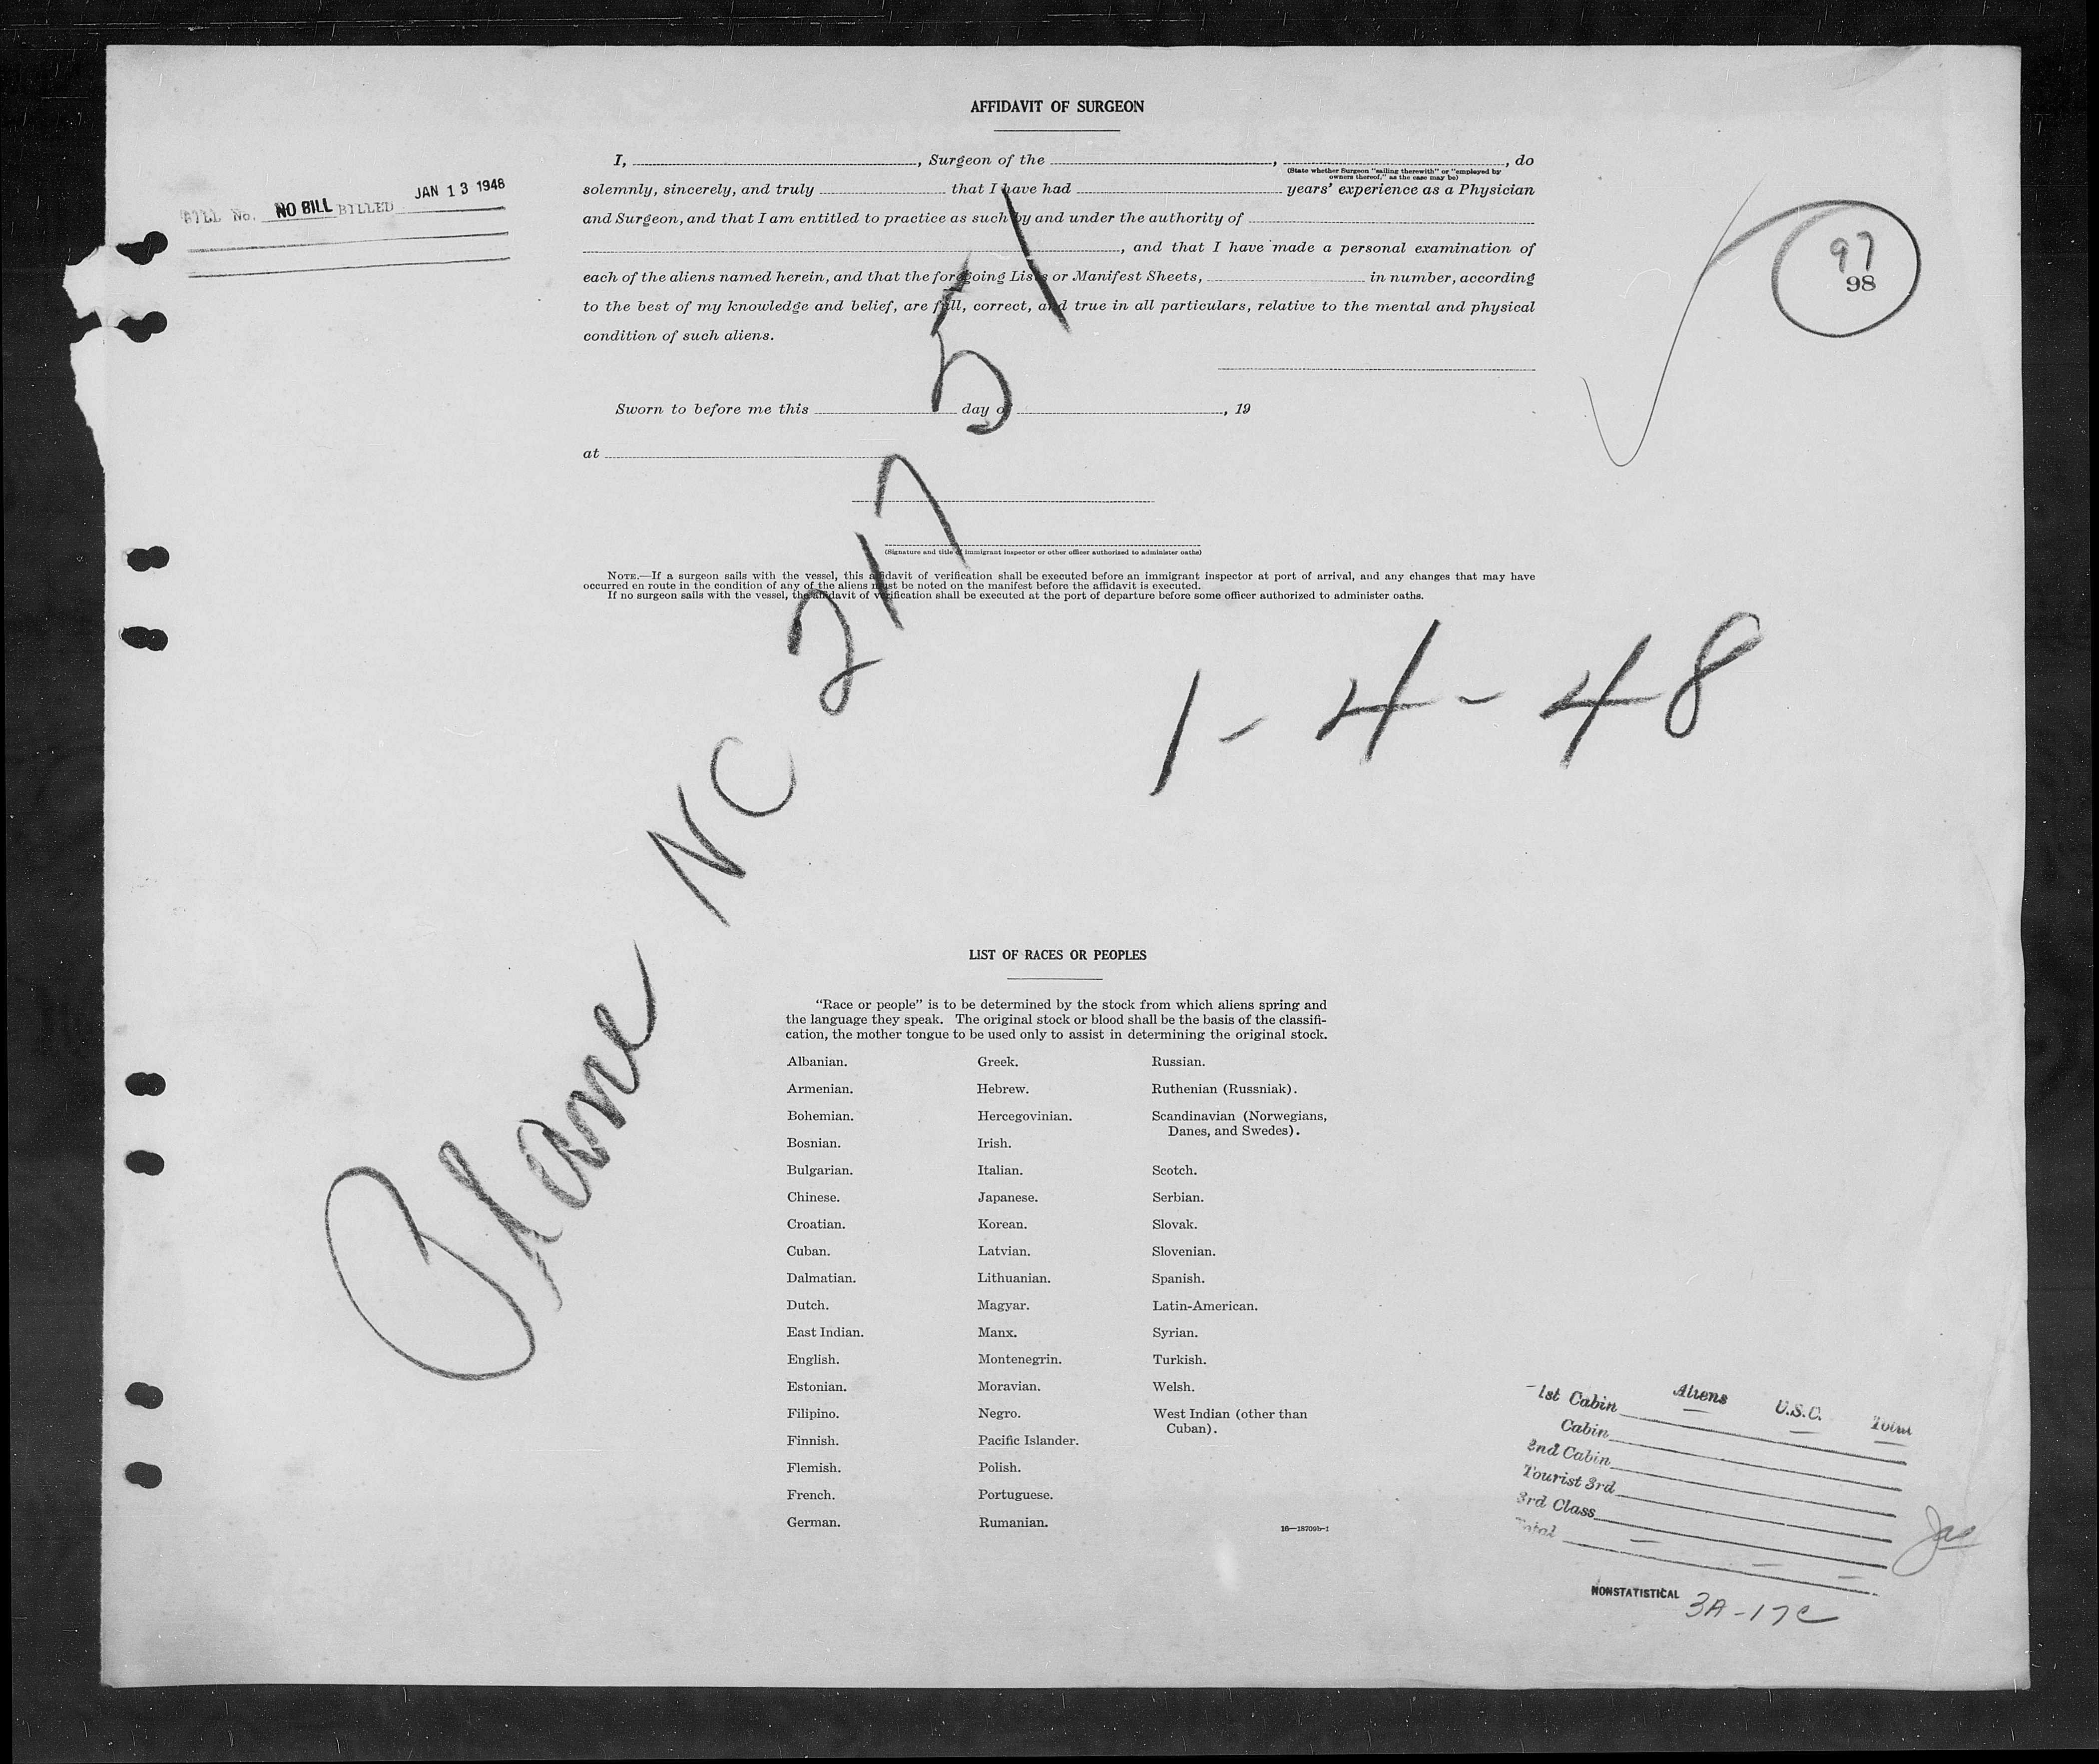 AFFIDAVIT OF SURGEON
I, , Surgeon of the , , do
(State whether Surgeon "sailing therewith" or "employed by
owners thereof," as the case may be)
solemnly, sincerely, and truly that I have had years' experience as a Physician
and Surgeon, and that I am entitled to practice as such by and under the authority of
, and that I have made a personal examination of
each of the aliens named herein, and that the foregoing Lists or Manifest Sheets, in number, according
to the best of my knowledge and belief, are full, correct, and true in all particulars, relative to the mental and physical
condition of such aliens.
Sworn to before me this day of , 19
at
(Signature and title of immigrant inspector or other officer authorized to administer oaths)
NOTE.—If a surgeon sails with the vessel, this affidavit of verification shall be executed before an immigrant inspector at port of arrival, and any changes that may have
occurred en route in the condition of any of the aliens must be noted on the manifest before the affidavit is executed.
If no surgeon sails with the vessel, the affidavit of verification shall be executed at the port of departure before some officer authorized to administer oaths.
BILL No. NO BILL BILLED JAN 13 1948
97
98
Plane NC 21751
1-4-48
LIST OF RACES OR PEOPLES
"Race or people" is to be determined by the stock from which aliens spring and
the language they speak. The original stock or blood shall be the basis of the classifi-
cation, the mother tongue to be used only to assist in determining the original stock.
Albanian.
Armenian.
Bohemian.
Bosnian.
Bulgarian.
Chinese.
Croatian.
Cuban.
Dalmatian.
Dutch.
East Indian.
English.
Estonian.
Filipino.
Finnish.
Flemish.
French.
German.
Greek.
Hebrew.
Hercegovinian.
Irish.
Italian.
Japanese.
Korean.
Latvian.
Lithuanian.
Magyar.
Manx.
Montenegrin.
Moravian.
Negro.
Pacific Islander.
Polish.
Portuguese.
Rumanian.
Russian.
Ruthenian (Russniak).
Scandinavian (Norwegians,
Danes, and Swedes).
Scotch.
Serbian.
Slovak.
Slovenian.
Spanish.
Latin-American.
Syrian.
Turkish.
Welsh.
West Indian (other than
Cuban).
16—18709b-1
Aliens U.S.C. Total
1st Cabin
Cabin
2nd Cabin
Tourist 3rd
3rd Class
Total
NONSTATISTICAL 3A-17C